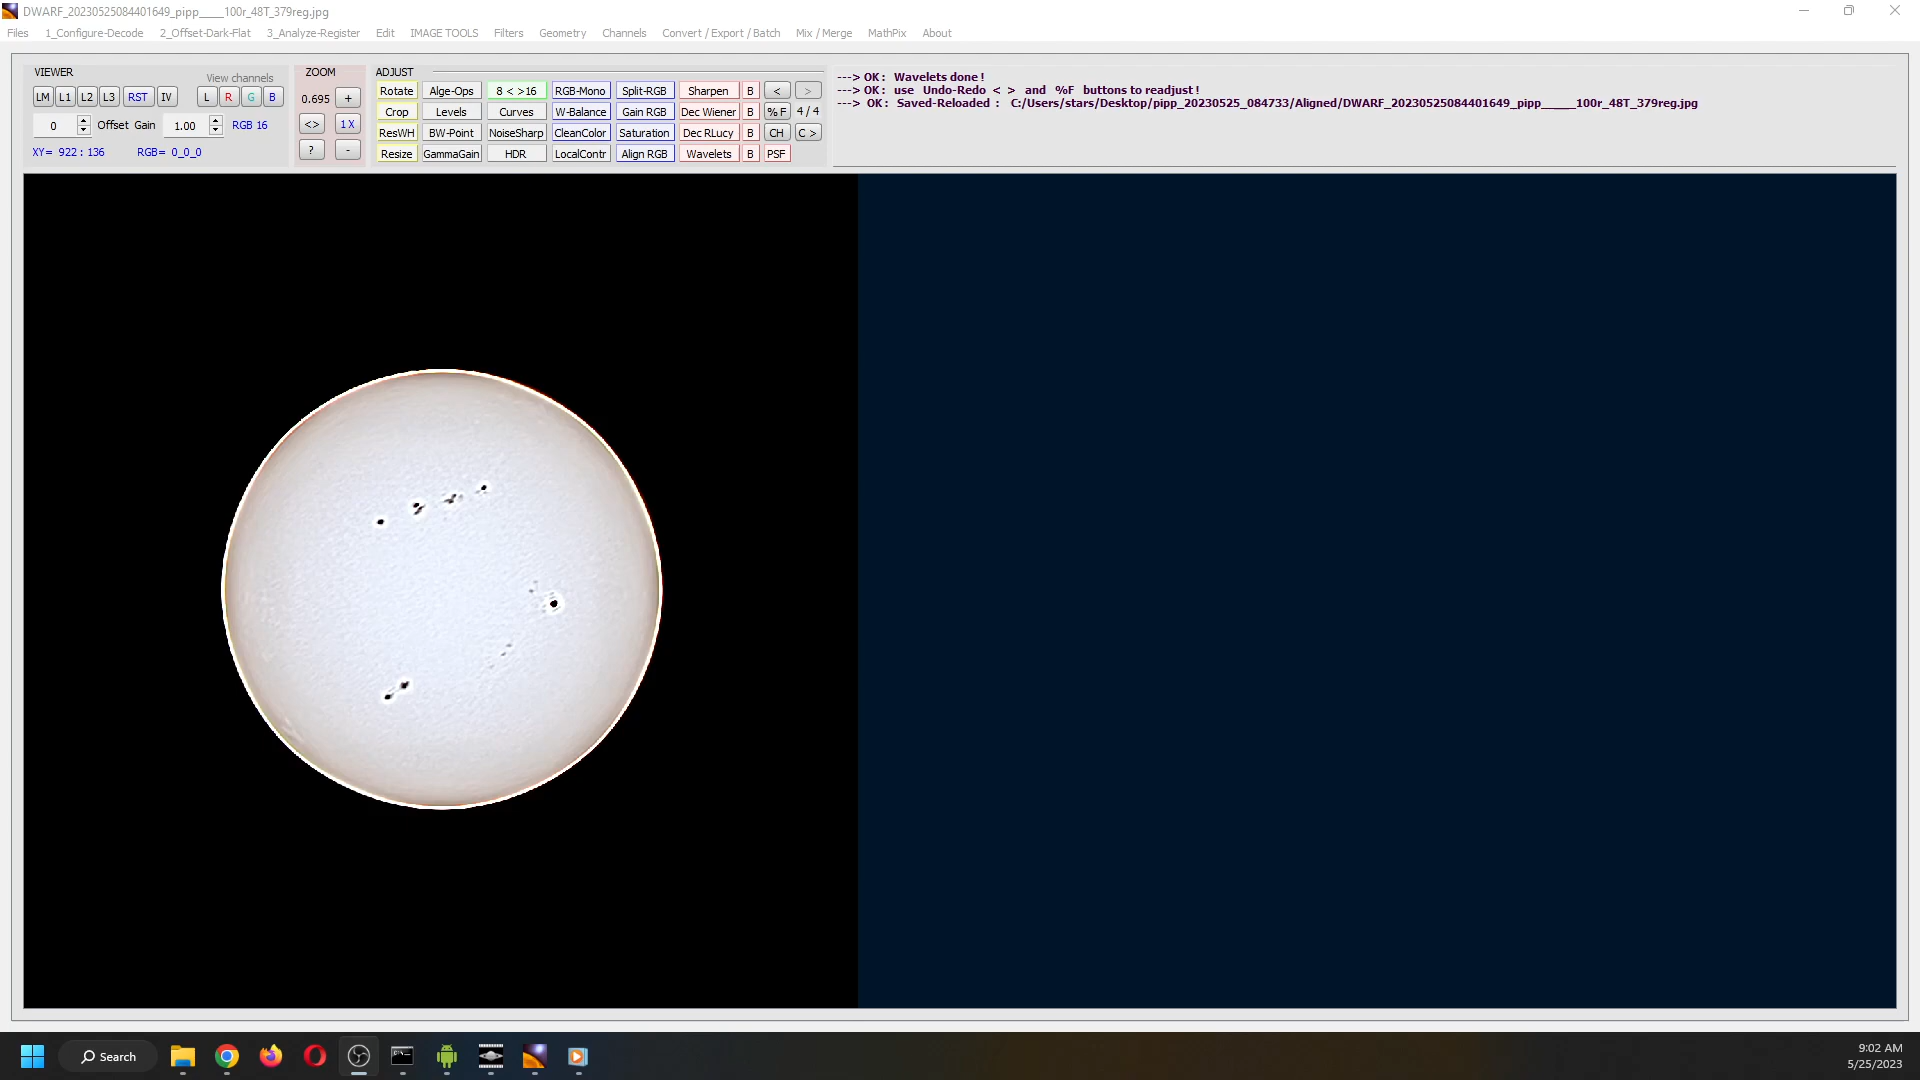 DWARF_20230525084401649_pipp_____100r_48T_379reg.jpg
Files 1_Configure-Decode 2_Offset-Dark-Flat 3_Analyze-Register Edit IMAGE TOOLS Filters Geometry Channels Convert / Export / Batch Mix / Merge MathPix About
VIEWER View channels ZOOM ADJUST
LM L1 L2 L3 RST IV L R G B 0.695 +
0 Offset Gain 1.00 RGB 16 <> 1 X
XY= 922 : 136 RGB= 0_0_0 ? -
Rotate Alge-Ops 8 < >16 RGB-Mono Split-RGB Sharpen B < >
Crop Levels Curves W-Balance Gain RGB Dec Wiener B % F 4 / 4
ResWH BW-Point NoiseSharp CleanColor Saturation Dec RLucy B CH C >
Resize GammaGain HDR LocalContr Align RGB Wavelets B PSF
---> OK : Wavelets done !
---> OK : use Undo-Redo < > and %F buttons to readjust !
---> OK : Saved-Reloaded : C:/Users/stars/Desktop/pipp_20230525_084733/Aligned/DWARF_20230525084401649_pipp_____100r_48T_379reg.jpg
Search
9:02 AM
5/25/2023